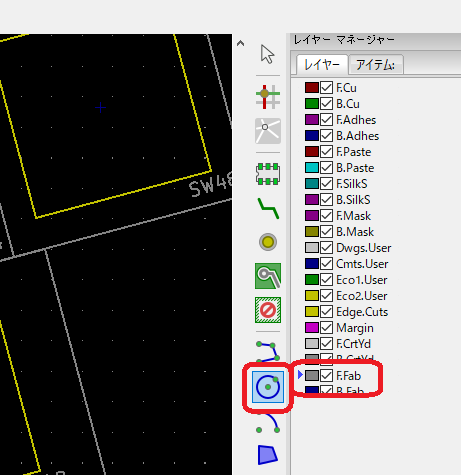 レイヤー マネージャー
レイヤー アイテム:
F.Cu
B.Cu
F.Adhes
B.Adhes
F.Paste
B.Paste
F.SilkS
B.SilkS
F.Mask
B.Mask
Dwgs.User
Cmts.User
Eco1.User
Eco2.User
Edge.Cuts
Margin
F.CrtYd
B.CrtYd
F.Fab
B.Fab